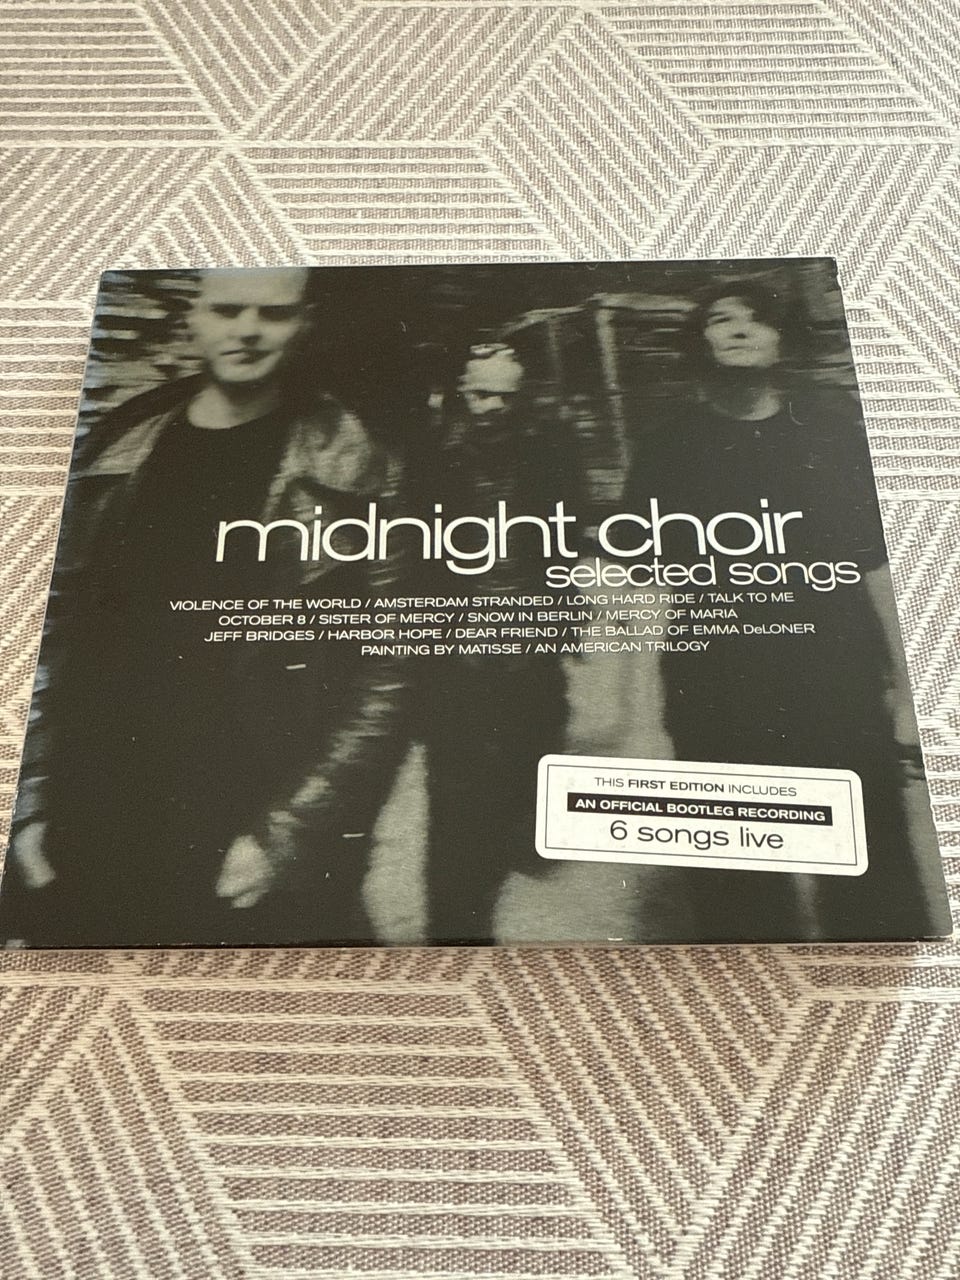 midnight choir
selected songs
VIOLENCE OF THE WORLD / AMSTERDAM STRANDED / LONG HARD RIDE / TALK TO ME
OCTOBER 8 / SISTER OF MERCY / SNOW IN BERLIN / MERCY OF MARIA
JEFF BRIDGES / HARBOR HOPE / DEAR FRIEND / THE BALLAD OF EMMA DeLONER
PAINTING BY MATISSE / AN AMERICAN TRILOGY
THIS FIRST EDITION INCLUDES
AN OFFICIAL BOOTLEG RECORDING
6 songs live